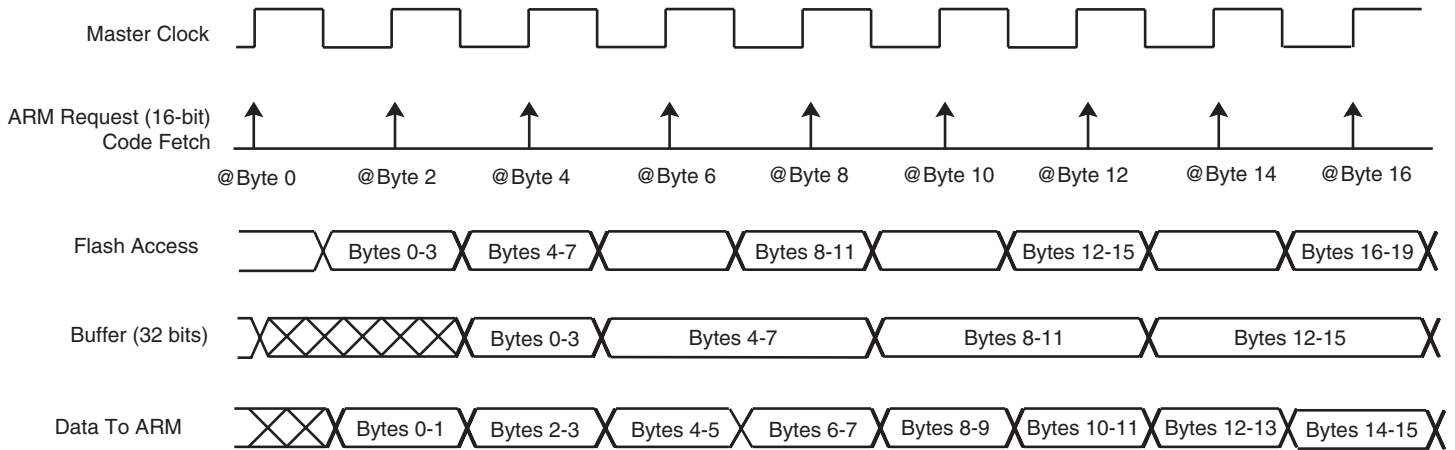 Master Clock
ARM Request (16-bit)
Code Fetch
@Byte 0 @Byte 2 @Byte 4 @Byte 6 @Byte 8 @Byte 10 @Byte 12 @Byte 14 @Byte 16
Flash Access Bytes 0-3 Bytes 4-7 Bytes 8-11 Bytes 12-15 Bytes 16-19
Buffer (32 bits) Bytes 0-3 Bytes 4-7 Bytes 8-11 Bytes 12-15
Data To ARM Bytes 0-1 Bytes 2-3 Bytes 4-5 Bytes 6-7 Bytes 8-9 Bytes 10-11 Bytes 12-13 Bytes 14-15